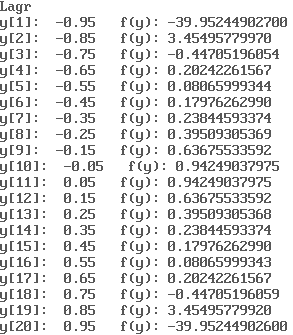 Lagr
y[1]: -0.95 f(y): -39.95244902700
y[2]: -0.85 f(y): 3.45495779970
y[3]: -0.75 f(y): -0.44705196054
y[4]: -0.65 f(y): 0.20242261567
y[5]: -0.55 f(y): 0.08065999344
y[6]: -0.45 f(y): 0.17976262990
y[7]: -0.35 f(y): 0.23844593374
y[8]: -0.25 f(y): 0.39509305369
y[9]: -0.15 f(y): 0.63675533592
y[10]: -0.05 f(y): 0.94249037975
y[11]: 0.05 f(y): 0.94249037975
y[12]: 0.15 f(y): 0.63675533592
y[13]: 0.25 f(y): 0.39509305368
y[14]: 0.35 f(y): 0.23844593374
y[15]: 0.45 f(y): 0.17976262990
y[16]: 0.55 f(y): 0.08065999343
y[17]: 0.65 f(y): 0.20242261567
y[18]: 0.75 f(y): -0.44705196059
y[19]: 0.85 f(y): 3.45495779920
y[20]: 0.95 f(y): -39.95244902600